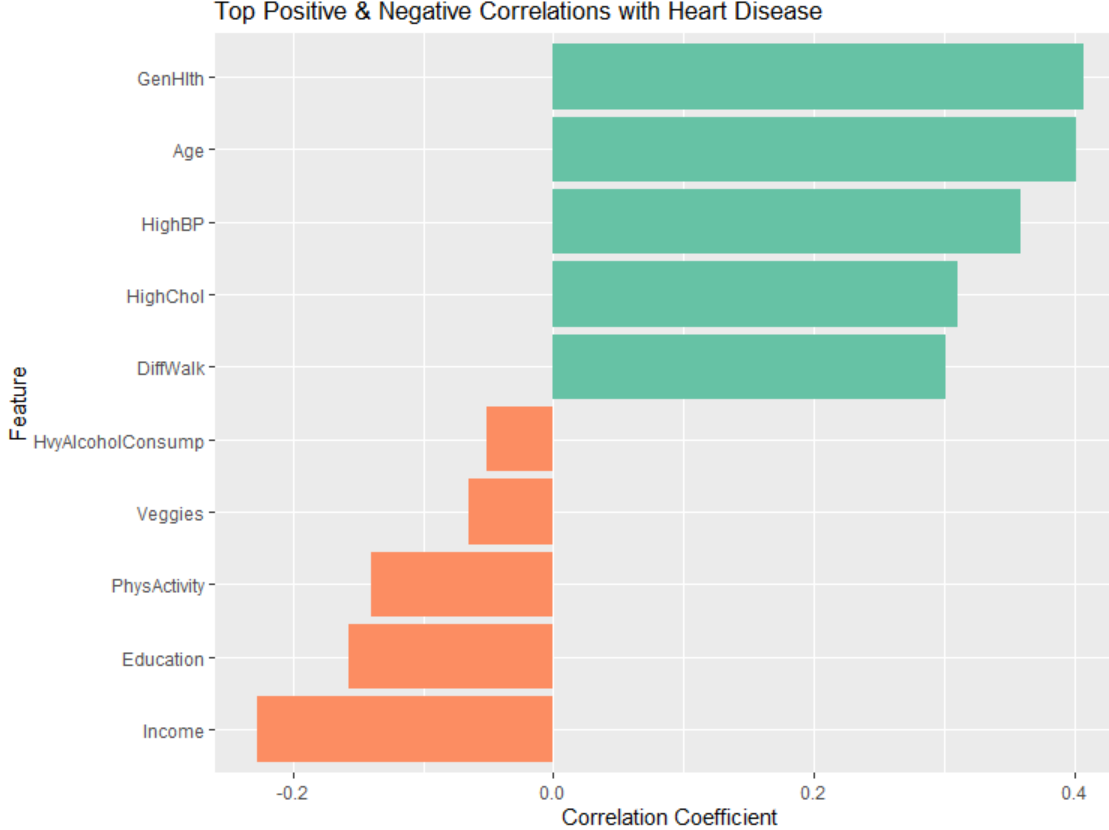 Top Positive & Negative Correlations with Heart Disease
GenHlth
Age
HighBP
HighChol
DiffWalk
HvyAlcoholConsump
Veggies
PhysActivity
Education
Income
Feature
-0.2
0.0
0.2
0.4
Correlation Coefficient